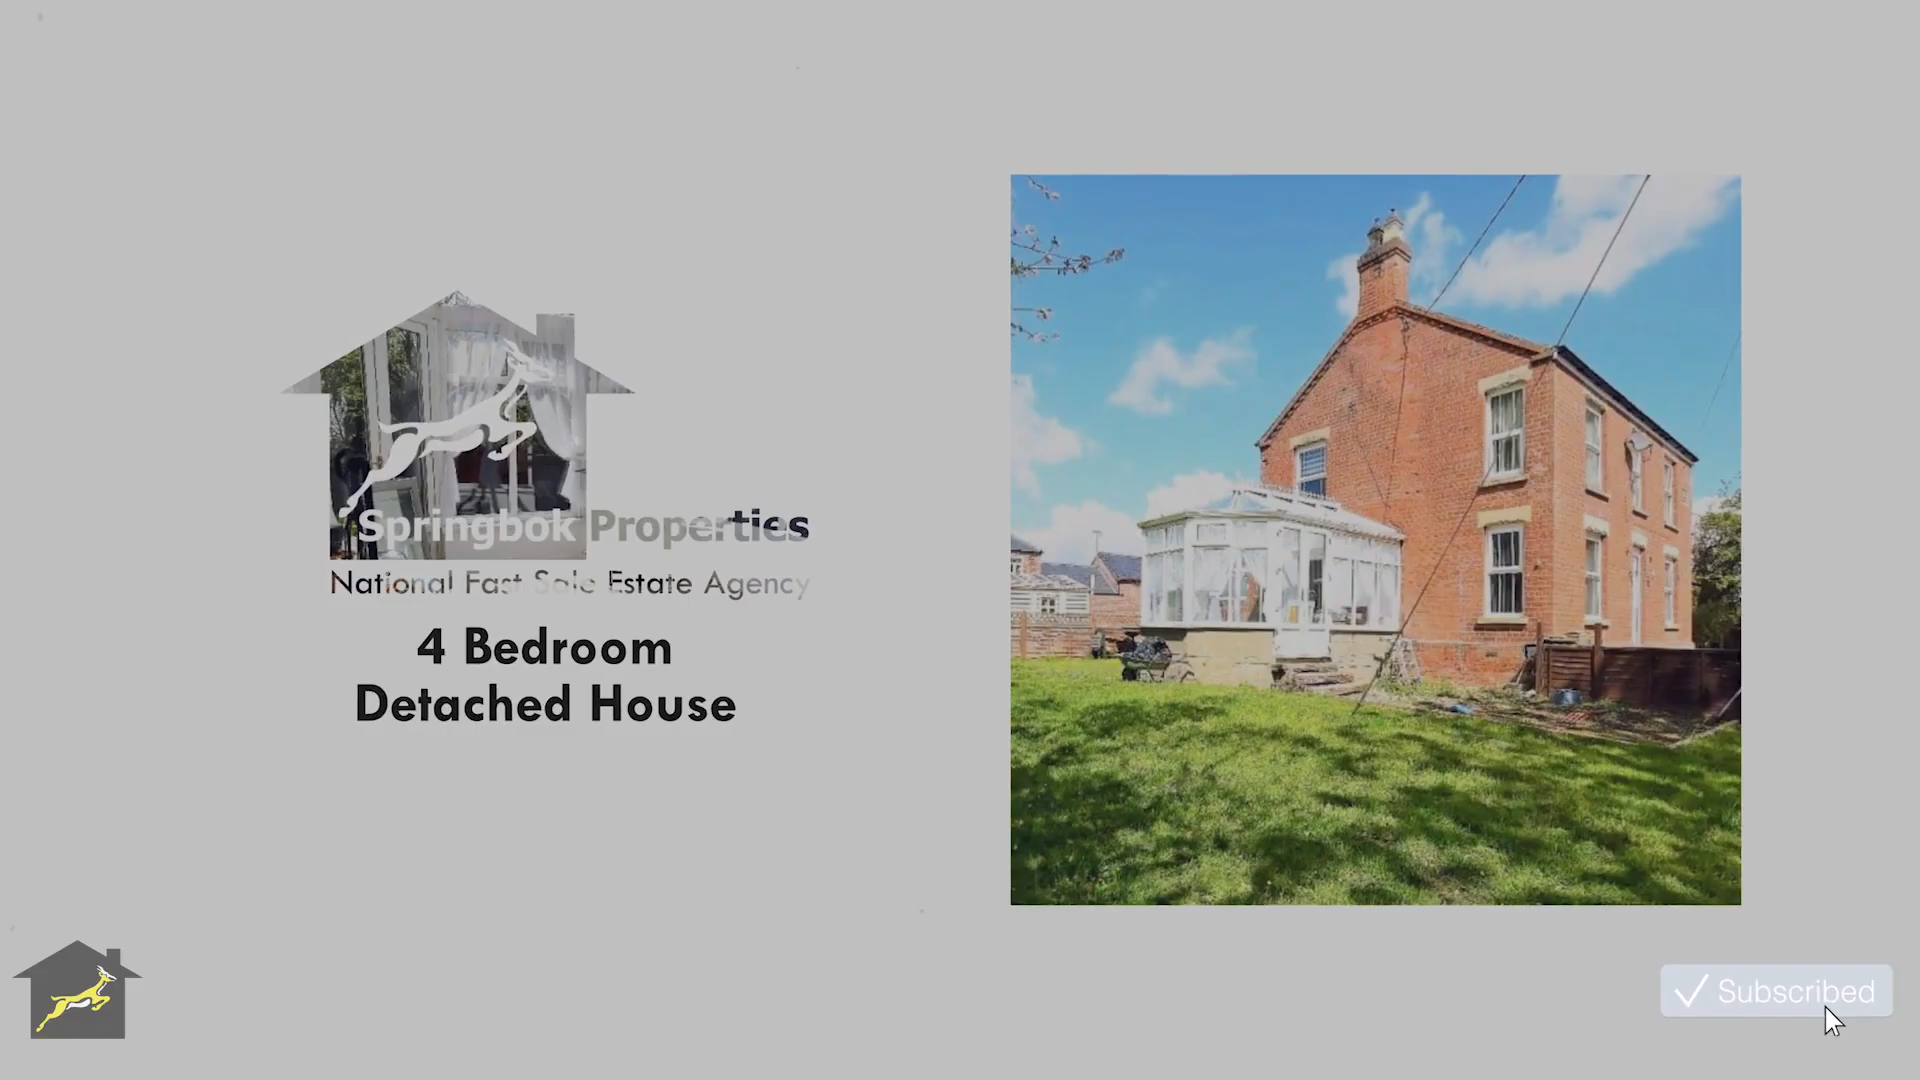 Springbok Properties
National Fast Sale Estate Agency
4 Bedroom
Detached House
Subscribed